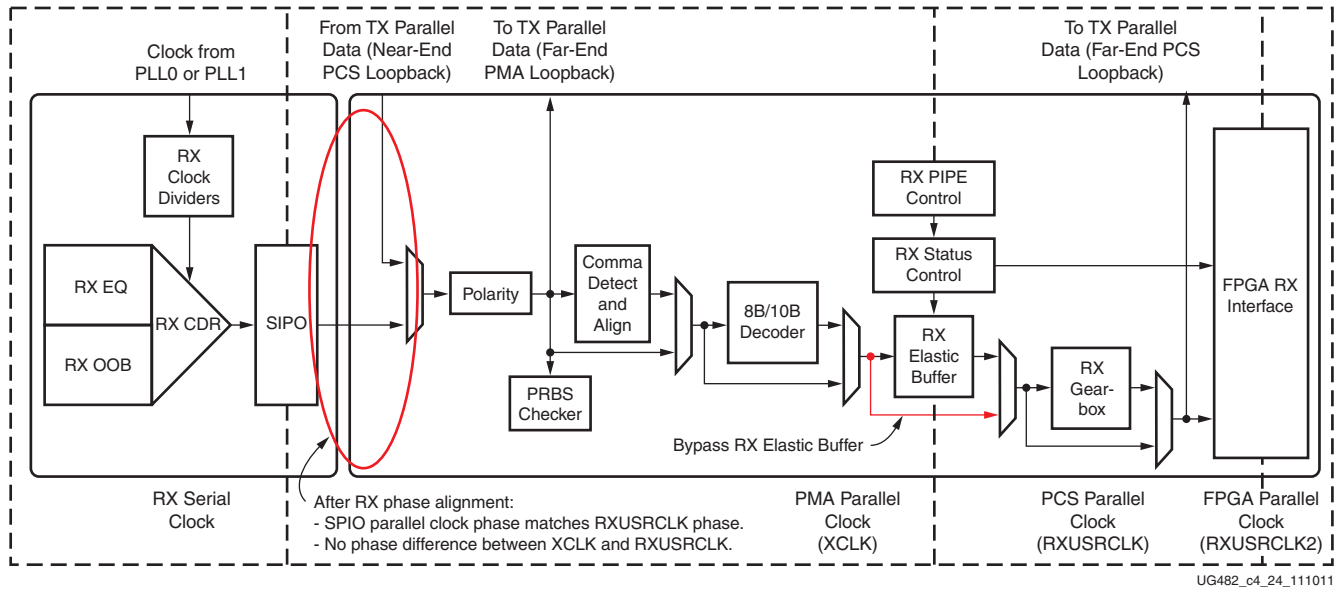 From TX Parallel
Data (Near-End
PCS Loopback)
To TX Parallel
Data (Far-End
PMA Loopback)
To TX Parallel
Data (Far-End PCS
Loopback)
Clock from
PLL0 or PLL1
RX
Clock
Dividers
RX EQ
RX OOB
RX CDR
SIPO
Polarity
Comma
Detect
and
Align
PRBS
Checker
8B/10B
Decoder
RX PIPE
Control
RX Status
Control
RX
Elastic
Buffer
RX
Gear-
box
FPGA RX
Interface
Bypass RX Elastic Buffer
RX Serial
Clock
After RX phase alignment:
- SPIO parallel clock phase matches RXUSRCLK phase.
- No phase difference between XCLK and RXUSRCLK.
PMA Parallel
Clock
(XCLK)
PCS Parallel
Clock
(RXUSRCLK)
FPGA Parallel
Clock
(RXUSRCLK2)
UG482_c4_24_111011